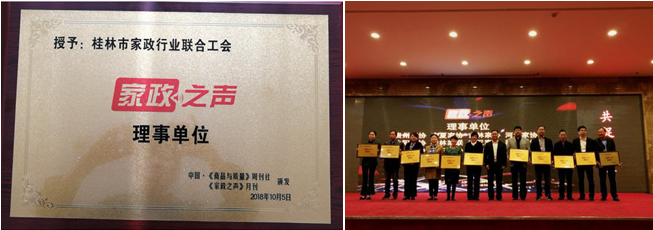 授予：桂林市家政行业联合工会
家政之声
理事单位
中国·《商品与质量》周刊社
《家政之声》月刊
颁发
2018年10月5日
家政之声
理事单位
共